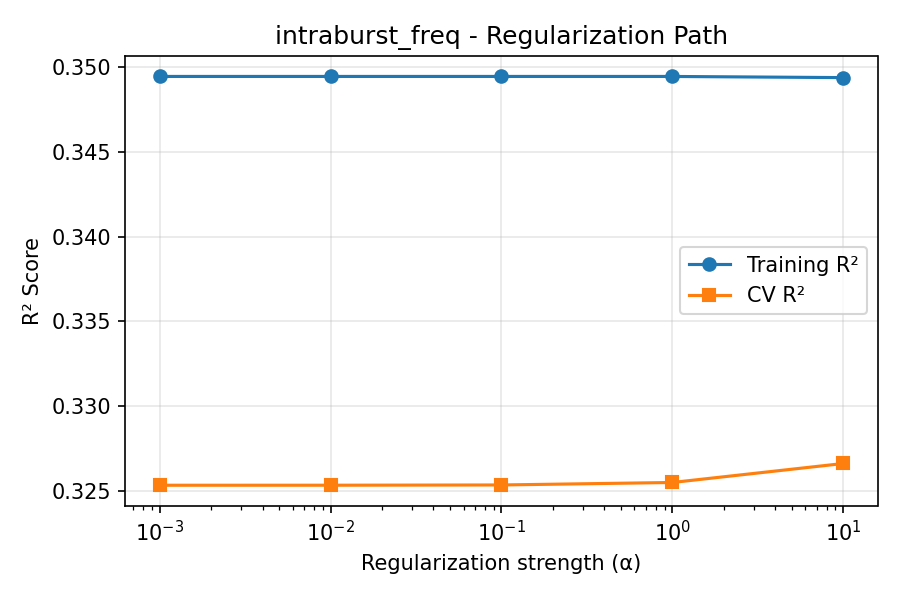 intraburst_freq - Regularization Path
R² Score
0.350
0.345
0.340
0.335
0.330
0.325
Training R²
CV R²
10⁻³ 10⁻² 10⁻¹ 10⁰ 10¹
Regularization strength (α)